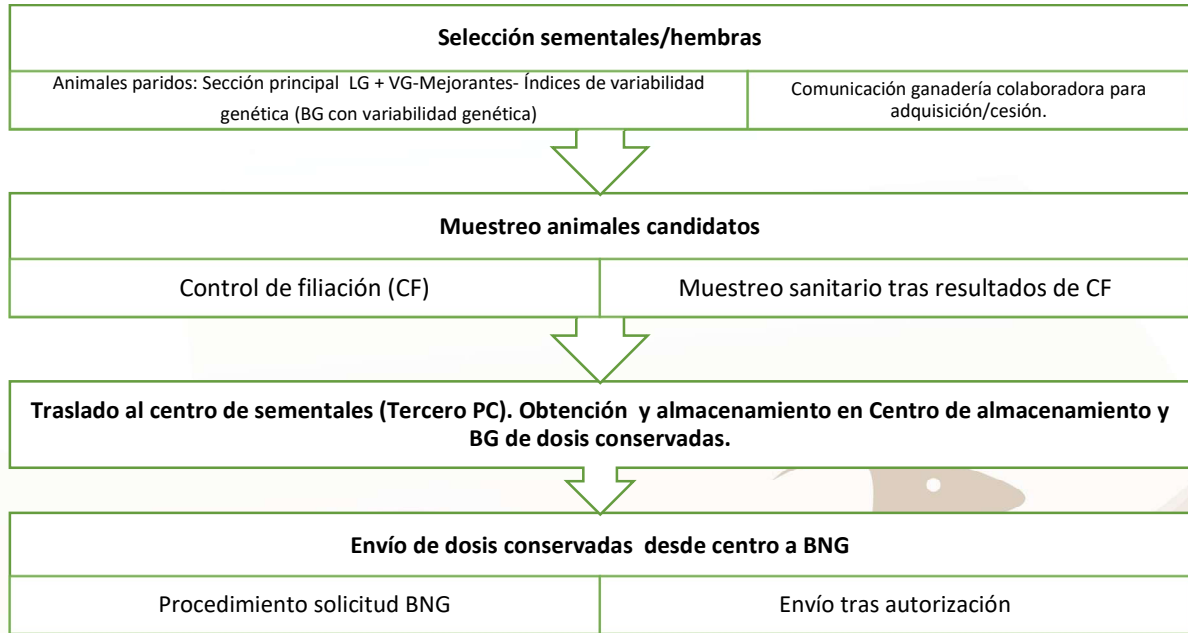 Selección sementales/hembras
Animales paridos: Sección principal LG + VG-Mejorantes- Índices de variabilidad
genética (BG con variabilidad genética)
Comunicación ganadería colaboradora para
adquisición/cesión.
Muestreo animales candidatos
Control de filiación (CF)
Muestreo sanitario tras resultados de CF
Traslado al centro de sementales (Tercero PC). Obtención y almacenamiento en Centro de almacenamiento y
BG de dosis conservadas.
Envío de dosis conservadas desde centro a BNG
Procedimiento solicitud BNG
Envío tras autorización